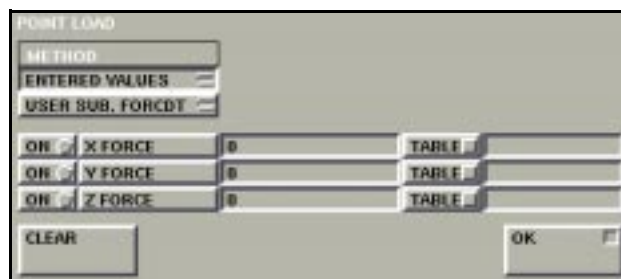 POINT LOAD
METHOD
ENTERED VALUES
USER SUB. FORCDT
ON X FORCE 0 TABLE
ON Y FORCE 0 TABLE
ON Z FORCE 0 TABLE
CLEAR OK